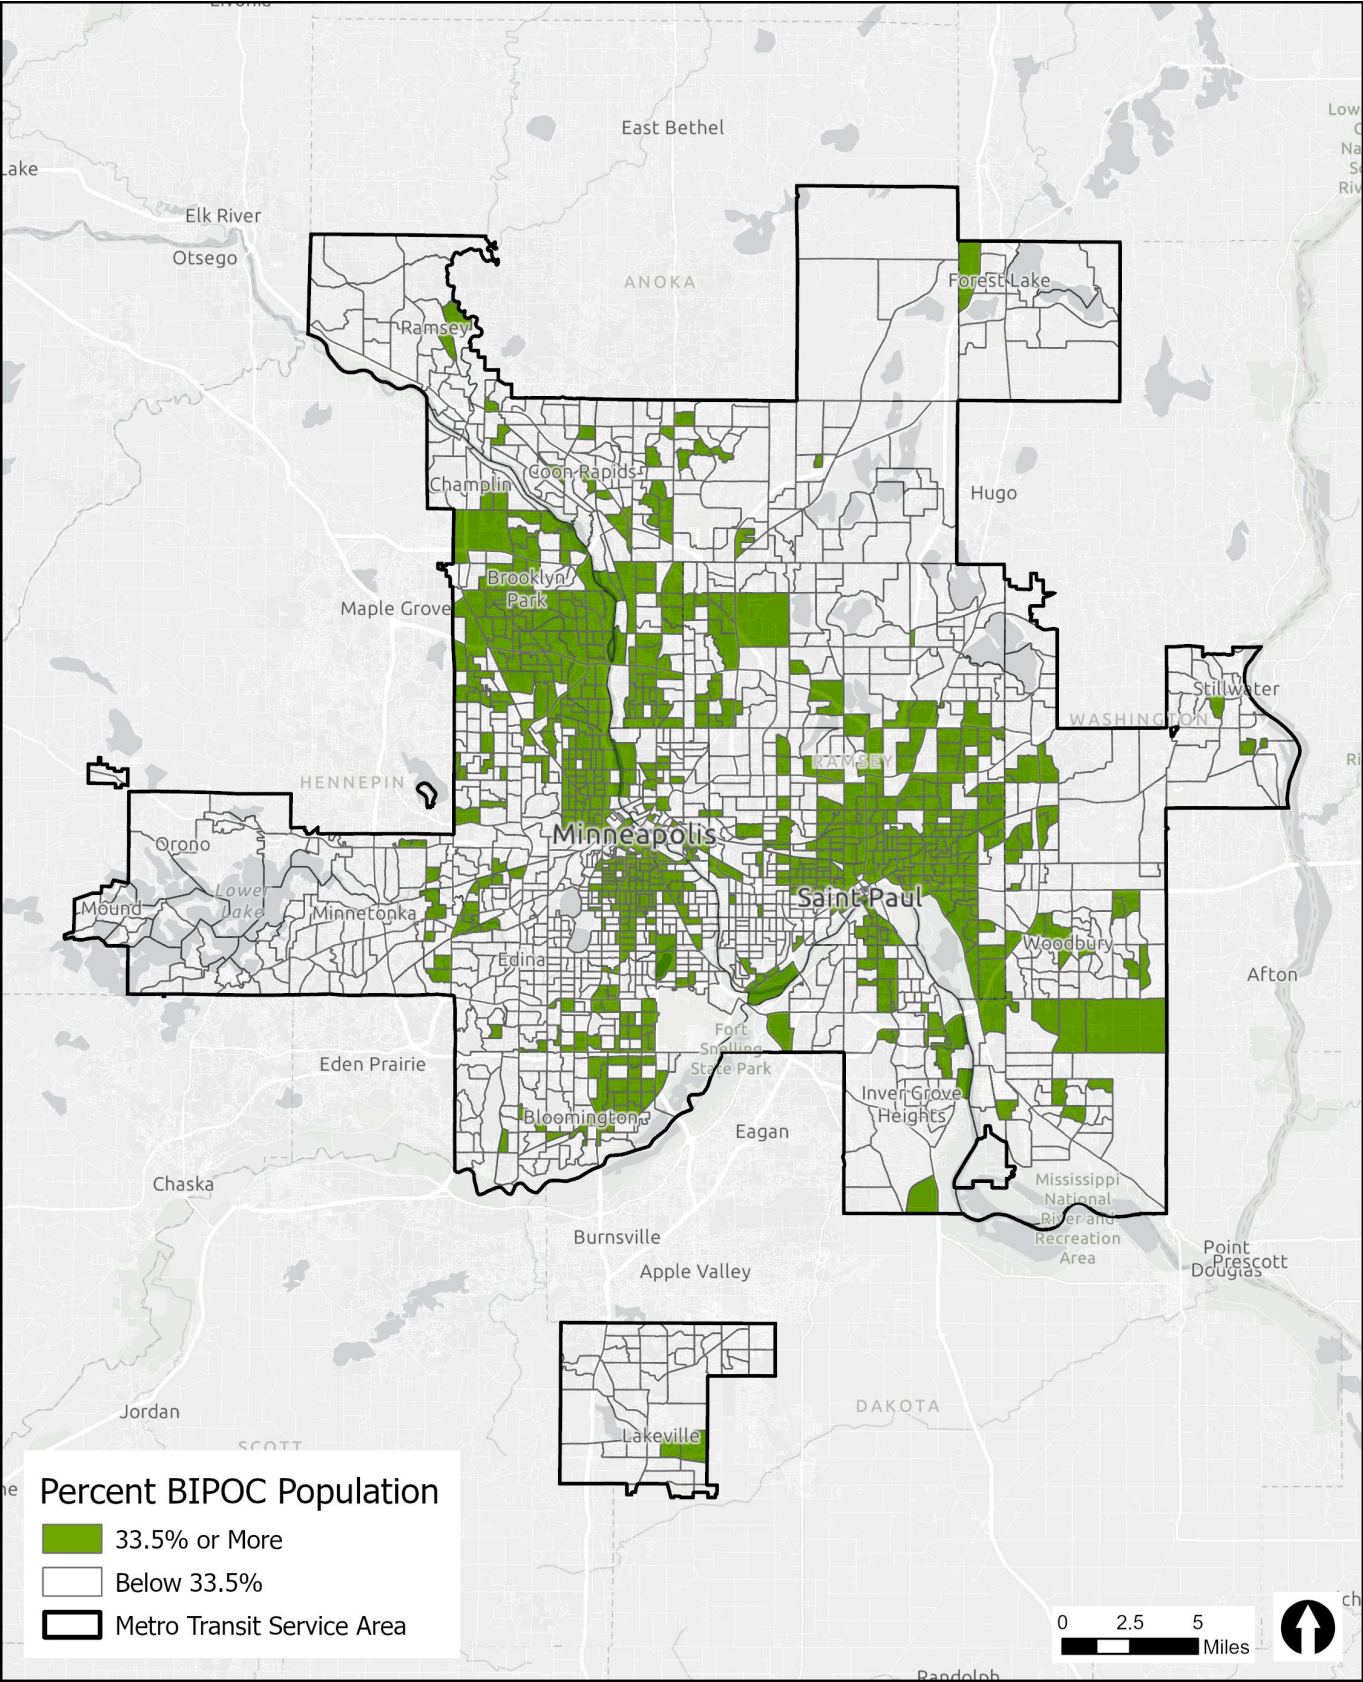 East Bethel
Elk River
Otsego
ANOKA
Forest Lake
Ramsey
Coon Rapids
Champlin
Hugo
Brooklyn
Park
Maple Grove
Stillwater
WASHINGTON
RAMSEY
HENNEPIN
Minneapolis
Orono
Lower
Lake
Mound
Minnetonka
Saint Paul
Woodbury
Edina
Afton
Fort
Snelling
State Park
Eden Prairie
Inver Grove
Heights
Bloomington
Eagan
Chaska
Mississippi
National
River and
Recreation
Area
Burnsville
Apple Valley
Point
Douglas
Prescott
DAKOTA
Jordan
Lakeville
SCOTT
Percent BIPOC Population
33.5% or More
Below 33.5%
Metro Transit Service Area
0 2.5 5
Miles
Randolph